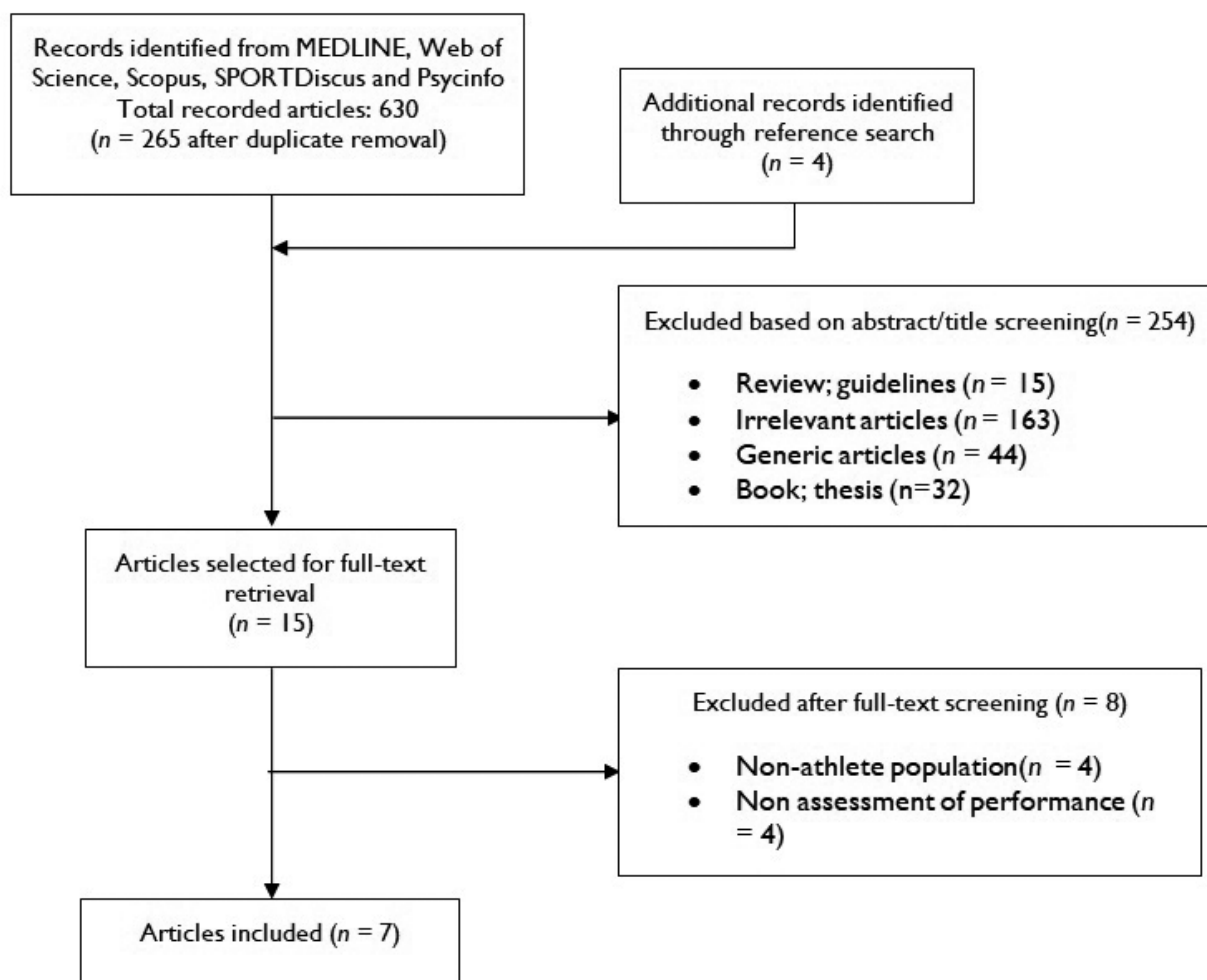 Records identified from MEDLINE, Web of
Science, Scopus, SPORTDiscus and Psycinfo
Total recorded articles: 630
(n = 265 after duplicate removal)
Additional records identified
through reference search
(n = 4)
Excluded based on abstract/title screening(n = 254)
• Review; guidelines (n = 15)
• Irrelevant articles (n = 163)
• Generic articles (n = 44)
• Book; thesis (n=32)
Articles selected for full-text
retrieval
(n = 15)
Excluded after full-text screening (n = 8)
• Non-athlete population(n = 4)
• Non assessment of performance (n
= 4)
Articles included (n = 7)